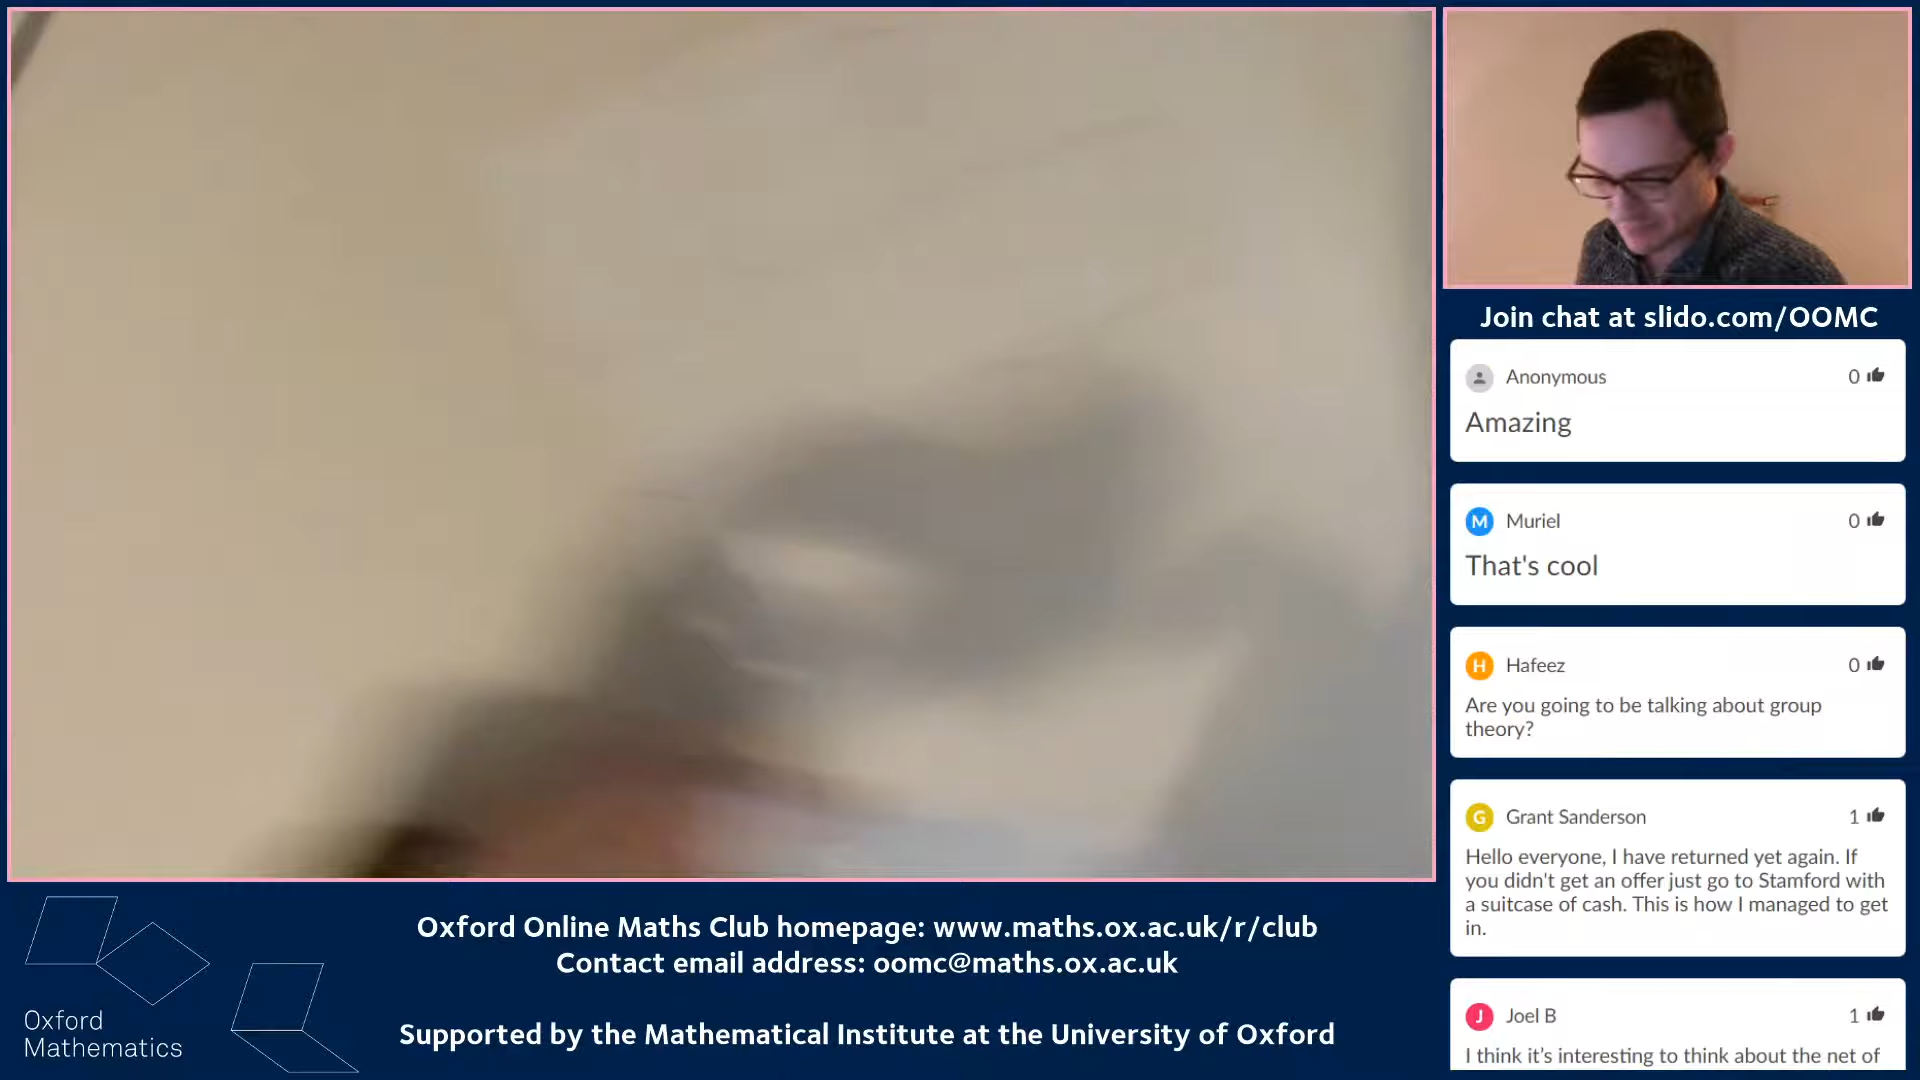 Join chat at slido.com/OOMC
Anonymous
0
Amazing
M
Muriel
0
That's cool
H
Hafeez
0
Are you going to be talking about group
theory?
G
Grant Sanderson
1
Hello everyone, I have returned yet again. If
you didn't get an offer just go to Stamford with
a suitcase of cash. This is how I managed to get
in.
J
Joel B
1
I think it's interesting to think about the net of
Oxford Online Maths Club homepage: www.maths.ox.ac.uk/r/club
Contact email address: oomc@maths.ox.ac.uk
Supported by the Mathematical Institute at the University of Oxford
Oxford
Mathematics